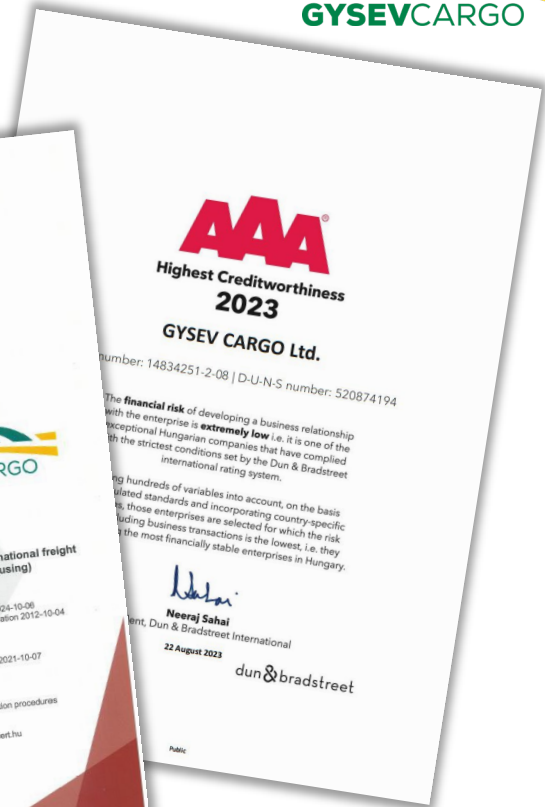 GYSEVCARGO
AAA®
Highest Creditworthiness
2023
GYSEV CARGO Ltd.
number: 14834251-2-08 | D-U-N-S number: 520874194
The financial risk of developing a business relationship
with the enterprise is extremely low i.e. it is one of the
exceptional Hungarian companies that have complied
the strictest conditions set by the Dun & Bradstreet
international rating system.
hundreds of variables into account, on the basis
standards and incorporating country-specific
those enterprises are selected for which the risk
business transactions is the lowest, i.e. they
the most financially stable enterprises in Hungary.
Neeraj Sahai
Dun & Bradstreet International
22 August 2023
dun & bradstreet
Public
RGO
freight
24-10-06
2012-10-04
2021-10-07
procedures
ert.hu